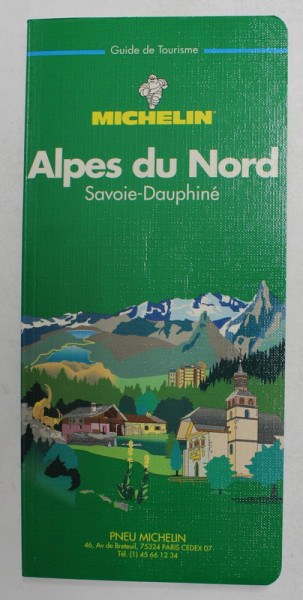 Guide de Tourisme
MICHELIN
Alpes du Nord
Savoie-Dauphiné
PNEU MICHELIN
46, Av de Breteuil, 75324 PARIS CEDEX 07
Tél. (1) 45 66 12 34